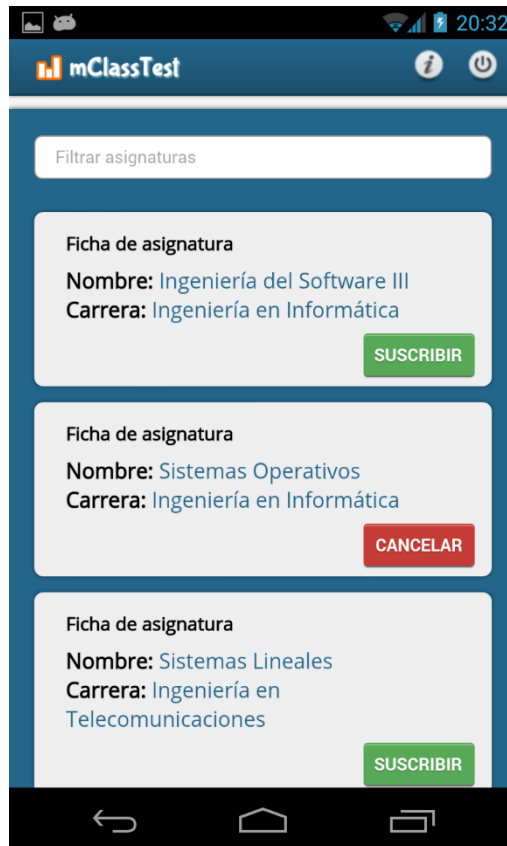 20:32
mClassTest
Filtrar asignaturas
Ficha de asignatura
Nombre: Ingeniería del Software III
Carrera: Ingeniería en Informática
SUSCRIBIR
Ficha de asignatura
Nombre: Sistemas Operativos
Carrera: Ingeniería en Informática
CANCELAR
Ficha de asignatura
Nombre: Sistemas Lineales
Carrera: Ingeniería en
Telecomunicaciones
SUSCRIBIR